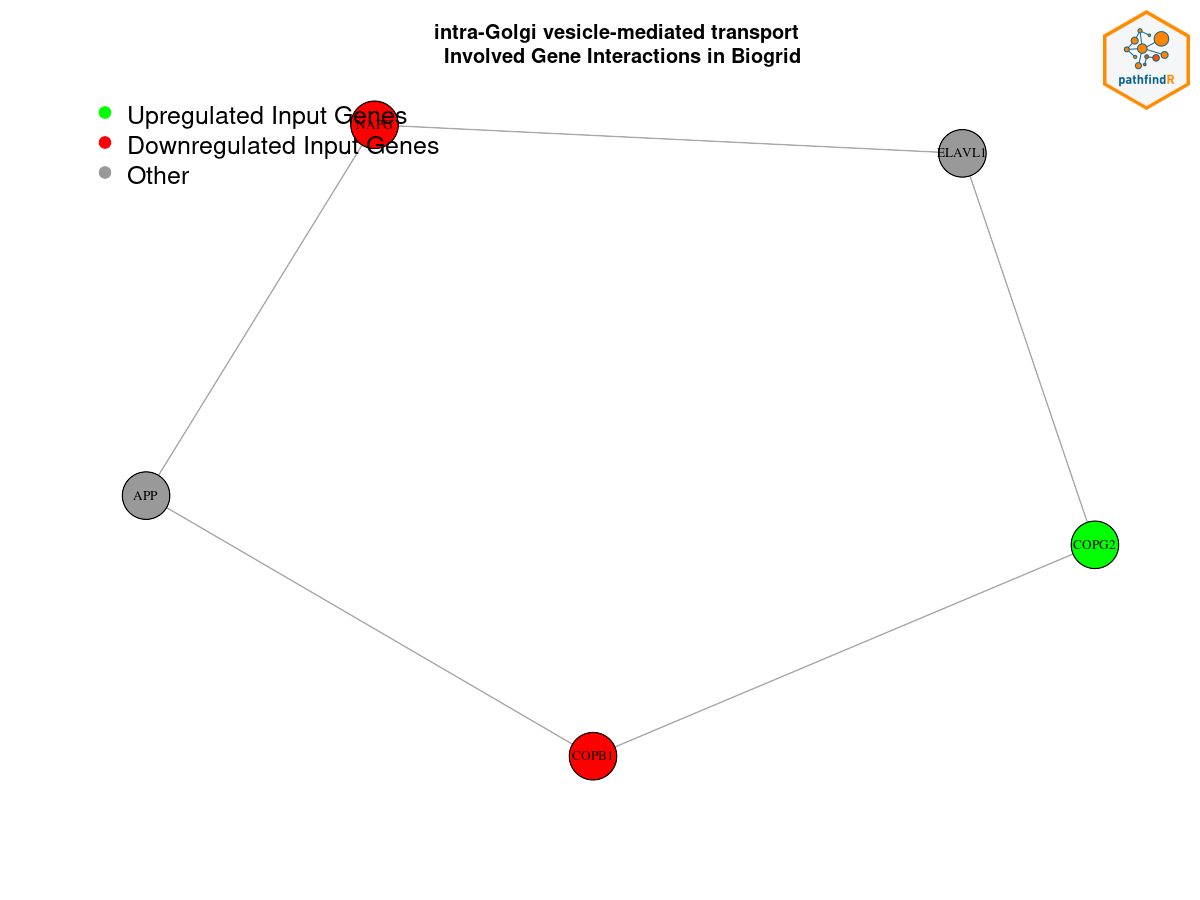 intra-Golgi vesicle-mediated transport
Involved Gene Interactions in Biogrid
pathfindR
Upregulated Input Genes
NAPG
Downregulated Input Genes
Other
ELAVL1
APP
COPG2
COPB1